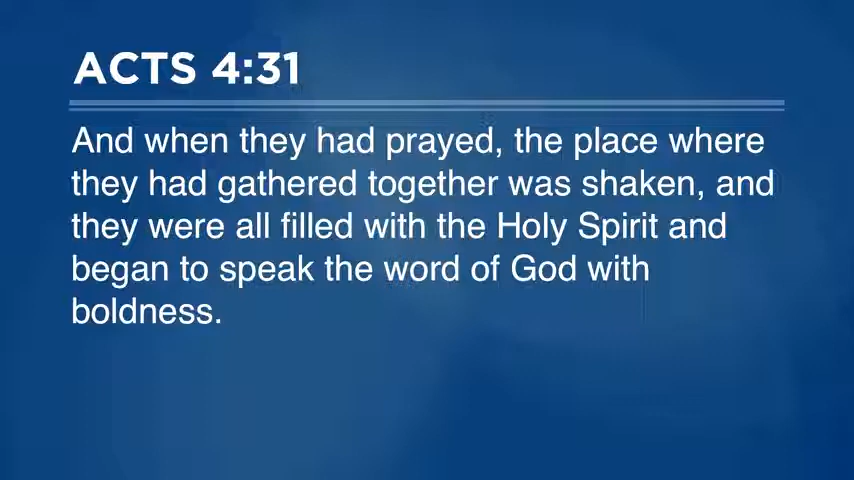 ACTS 4:31
And when they had prayed, the place where
they had gathered together was shaken, and
they were all filled with the Holy Spirit and
began to speak the word of God with
boldness.